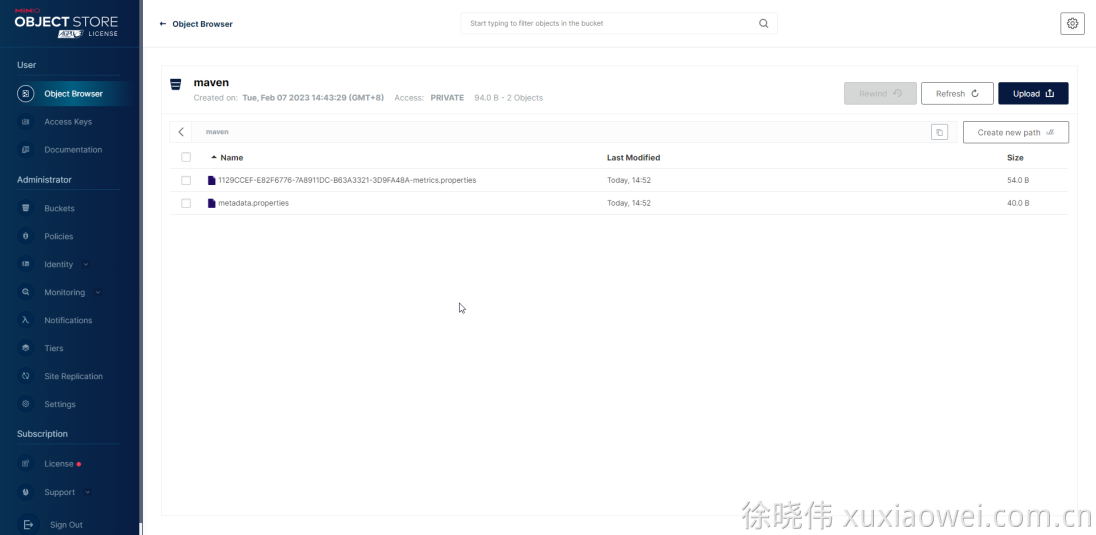 MINIO
OBJECT STORE
AGPLv3 LICENSE
User
Object Browser
Access Keys
Documentation
Administrator
Buckets
Policies
Identity
Monitoring
Notifications
Tiers
Site Replication
Settings
Subscription
License
Support
Sign Out
← Object Browser
Start typing to filter objects in the bucket
maven
Created on: Tue, Feb 07 2023 14:43:29 (GMT+8) Access: PRIVATE 94.0 B - 2 Objects
Rewind
Refresh
Upload
maven
Create new path
Name Last Modified Size
1129CCEF-E82F6776-7A8911DC-B63A3321-3D9FA48A-metrics.properties Today, 14:52 54.0 B
metadata.properties Today, 14:52 40.0 B
徐晓伟 xuxiaowei.com.cn